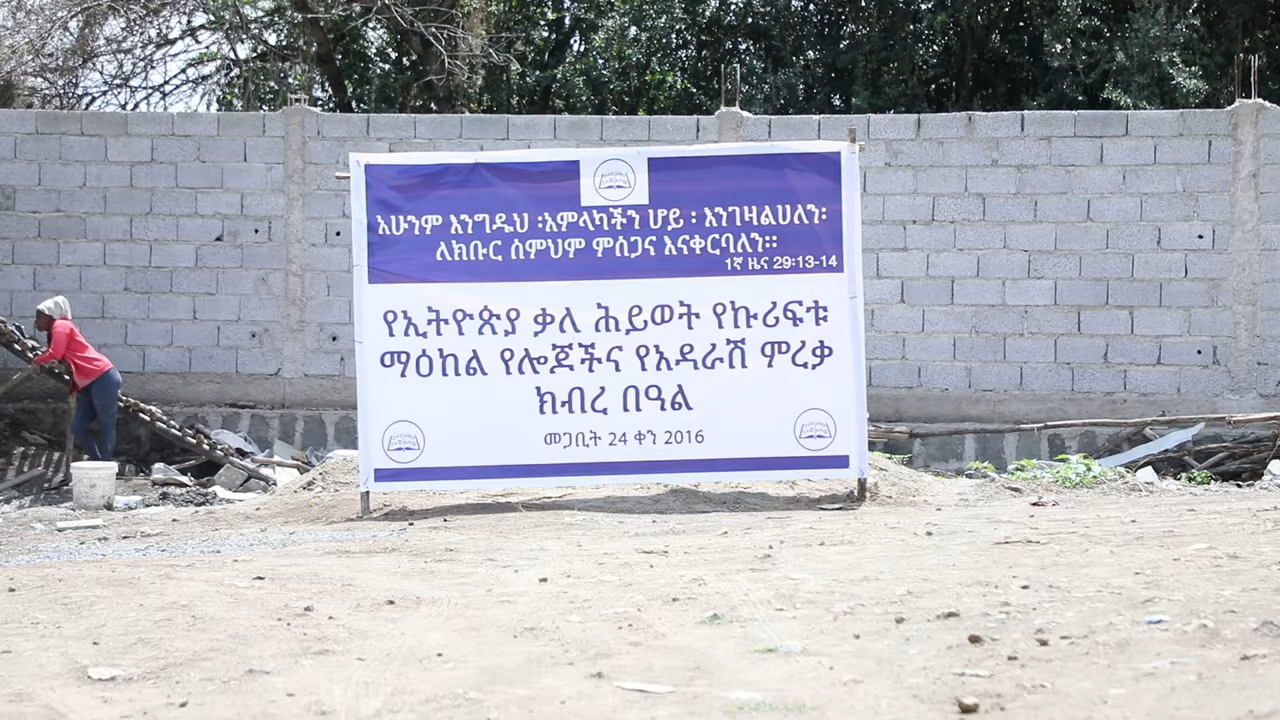 አሁንም እንግዲህ ፡አምላካችን ሆይ ፡ እንገዛልሀለን፡
ለክቡር ስምህም ምስጋና እናቀርባለን።
1ኛ ዜና 29፡13-14
የኢትዮጵያ ቃለ ሕይወት የኩሪፍቱ
ማዕከል የሎጆችና የአዳራሽ ምረቃ
ክብረ በዓል
መጋቢት 24 ቀን 2016